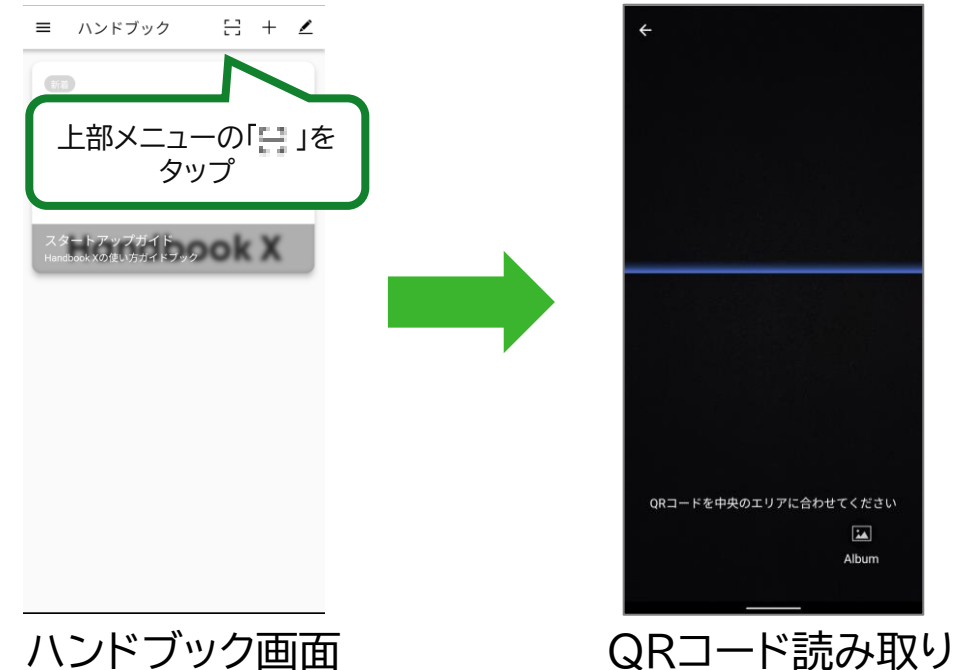 ハンドブック
新着
上部メニューの「 」を
タップ
Handbook X
スタートアップガイド
Handbook Xの使い方ガイドブック
QRコードを中央のエリアに合わせてください
Album
ハンドブック画面
QRコード読み取り